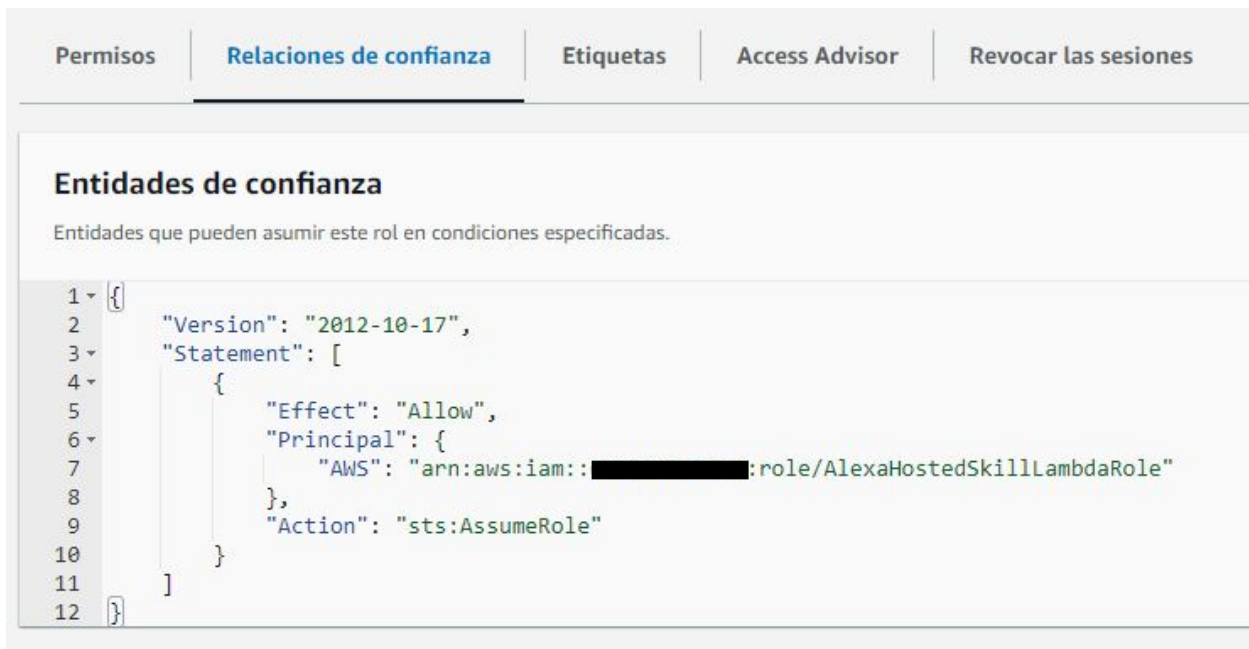 Permisos Relaciones de confianza Etiquetas Access Advisor Revocar las sesiones
Entidades de confianza
Entidades que pueden asumir este rol en condiciones especificadas.
1 {
2 "Version": "2012-10-17",
3 "Statement": [
4 {
5 "Effect": "Allow",
6 "Principal": {
7 "AWS": "arn:aws:iam:: :role/AlexaHostedSkillLambdaRole"
8 },
9 "Action": "sts:AssumeRole"
10 }
11 ]
12 }